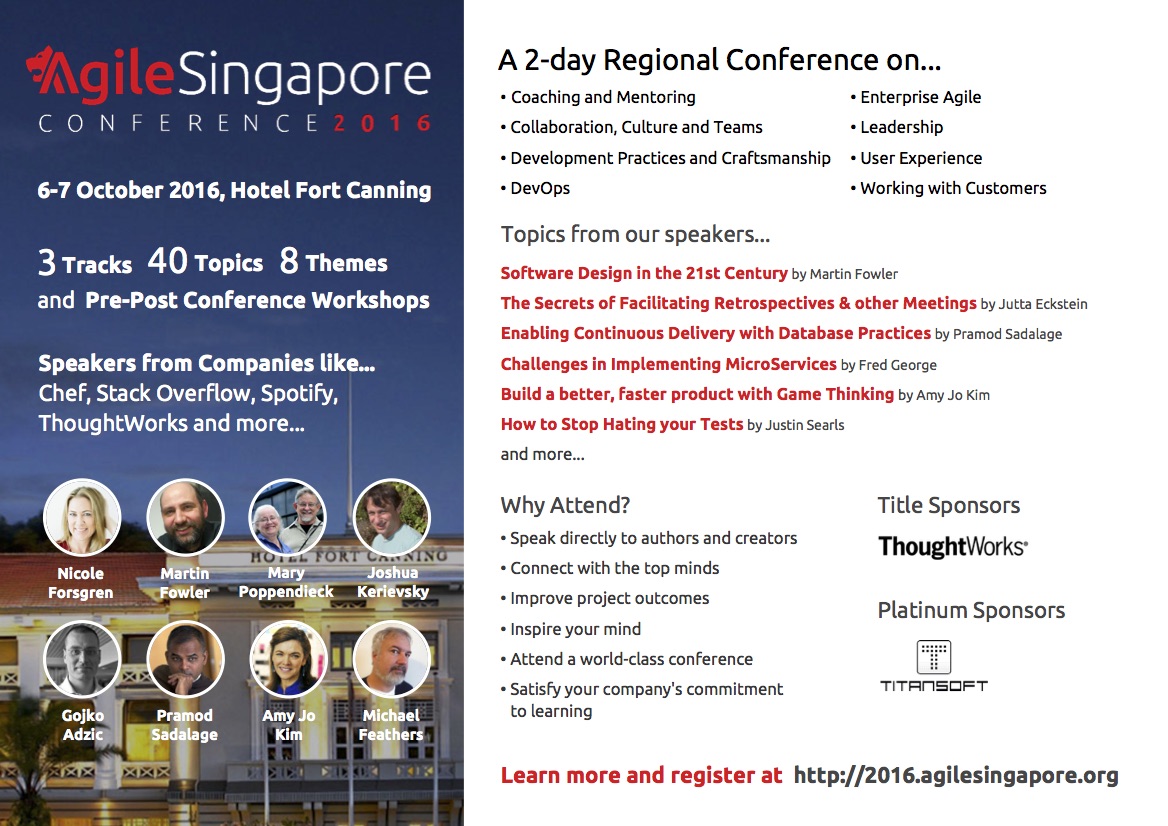 AgileSingapore
CONFERENCE2016
6-7 October 2016, Hotel Fort Canning
3 Tracks 40 Topics 8 Themes
and Pre-Post Conference Workshops
Speakers from Companies like...
Chef, Stack Overflow, Spotify,
ThoughtWorks and more...
HOTEL FORT CANNING
Nicole
Forsgren
Martin
Fowler
Mary
Poppendieck
Joshua
Kerievsky
Gojko
Adzic
Pramod
Sadalage
Amy Jo
Kim
Michael
Feathers
A 2-day Regional Conference on...
• Coaching and Mentoring
• Collaboration, Culture and Teams
• Development Practices and Craftsmanship
• DevOps
• Enterprise Agile
• Leadership
• User Experience
• Working with Customers
Topics from our speakers...
Software Design in the 21st Century by Martin Fowler
The Secrets of Facilitating Retrospectives & other Meetings by Jutta Eckstein
Enabling Continuous Delivery with Database Practices by Pramod Sadalage
Challenges in Implementing MicroServices by Fred George
Build a better, faster product with Game Thinking by Amy Jo Kim
How to Stop Hating your Tests by Justin Searls
and more...
Why Attend?
• Speak directly to authors and creators
• Connect with the top minds
• Improve project outcomes
• Inspire your mind
• Attend a world-class conference
• Satisfy your company's commitment
to learning
Title Sponsors
ThoughtWorks®
Platinum Sponsors
TITANSOFT
Learn more and register at http://2016.agilesingapore.org